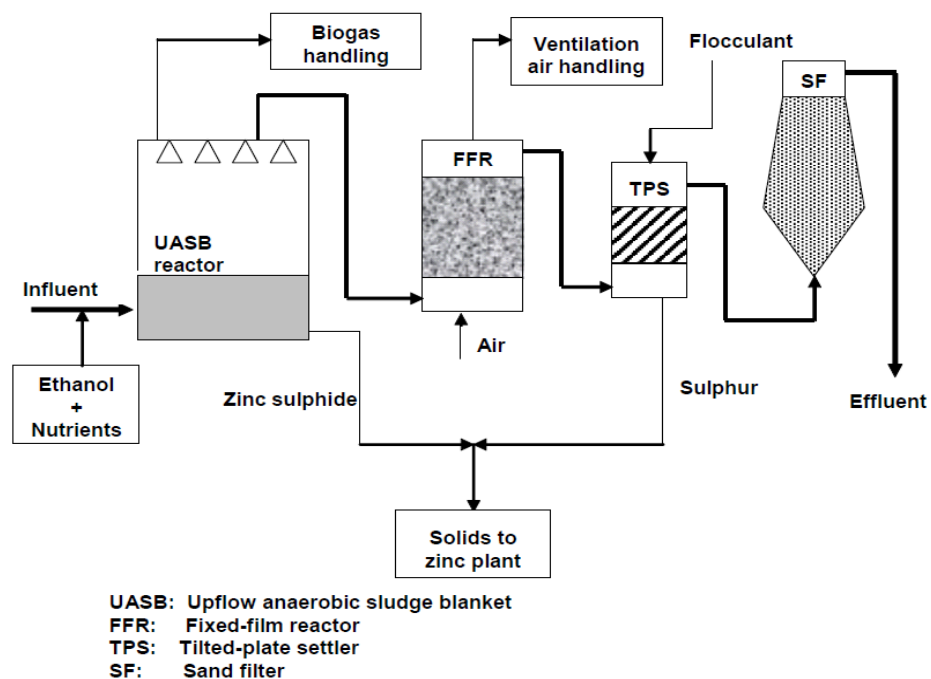 Biogas
handling
Ventilation
air handling
Flocculant
SF
FFR
TPS
UASB
reactor
Influent
Air
Ethanol
+
Nutrients
Zinc sulphide
Sulphur
Effluent
Solids to
zinc plant
UASB: Upflow anaerobic sludge blanket
FFR: Fixed-film reactor
TPS: Tilted-plate settler
SF: Sand filter